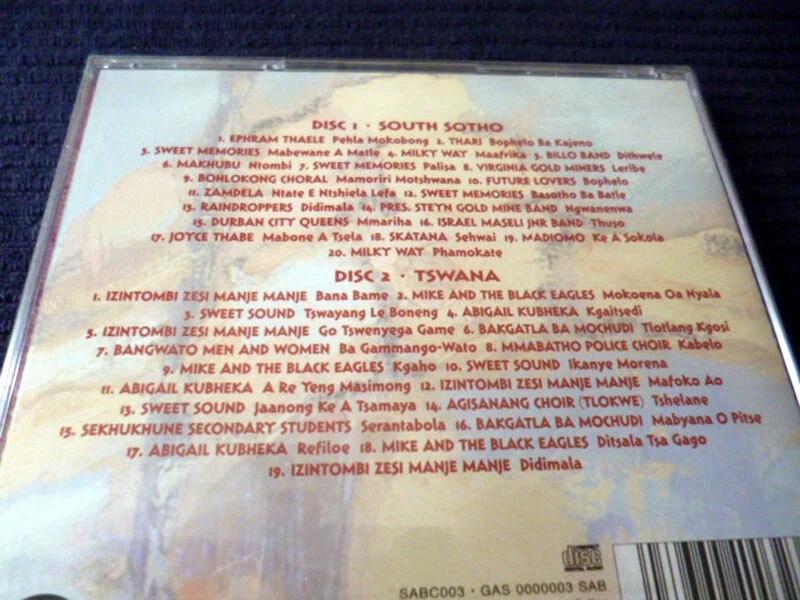 DISC 1 · SOUTH SOTHO
1. EPHRAM THAELE Pehla Mokobong 2. THARI Bophelo Ba Kajeno
3. SWEET MEMORIES Mabewane A Matle 4. MILKY WAY Maafrika 5. BILLO BAND Dithwele
6. MAKHUBU Ntombi 7. SWEET MEMORIES Palisa 8. VIRGINIA GOLD MINERS Leribe
9. BOHLOKONG CHORAL Mamoriri Motshwana 10. FUTURE LOVERS Bophelo
11. ZAMDELA Ntate E Ntshiela Lefa 12. SWEET MEMORIES Basotho Ba Batle
13. RAINDROPPERS Didimala 14. PRES. STEYN GOLD MINE BAND Ngwanenwa
15. DURBAN CITY QUEENS Mmariha 16. ISRAEL MASELI JNR BAND Thuso
17. JOYCE THABE Mabone A Tsela 18. SKATANA Sehwai 19. MADIOMO Ke A Sokola
20. MILKY WAY Phamokate
DISC 2 · TSWANA
1. IZINTOMBI ZESI MANJE MANJE Bana Bame 2. MIKE AND THE BLACK EAGLES Mokoena Oa Nyala
3. SWEET SOUND Tswayang Le Boneng 4. ABIGAIL KUBHEKA Kgaitsedi
5. IZINTOMBI ZESI MANJE MANJE Go Tswenyega Game 6. BAKGATLA BA MOCHUDI Tlotlang Kgosi
7. BANGWATO MEN AND WOMEN Ba Gammango-Wato 8. MMABATHO POLICE CHOIR Kabelo
9. MIKE AND THE BLACK EAGLES Kgaho 10. SWEET SOUND Ikanye Morena
11. ABIGAIL KUBHEKA A Re Yeng Masimong 12. IZINTOMBI ZESI MANJE MANJE Mafoko Ao
13. SWEET SOUND Jaanong Ke A Tsamaya 14. AGISANANG CHOIR (TLOKWE) Tshelane
15. SEKHUKHUNE SECONDARY STUDENTS Serantabola 16. BAKGATLA BA MOCHUDI Mabyana O Pitse
17. ABIGAIL KUBHEKA Refiloe 18. MIKE AND THE BLACK EAGLES Ditsala Tsa Gago
19. IZINTOMBI ZESI MANJE MANJE Didimala
COMPACT
disc
DIGITAL AUDIO
SABC003 · GAS 0000003 SAB